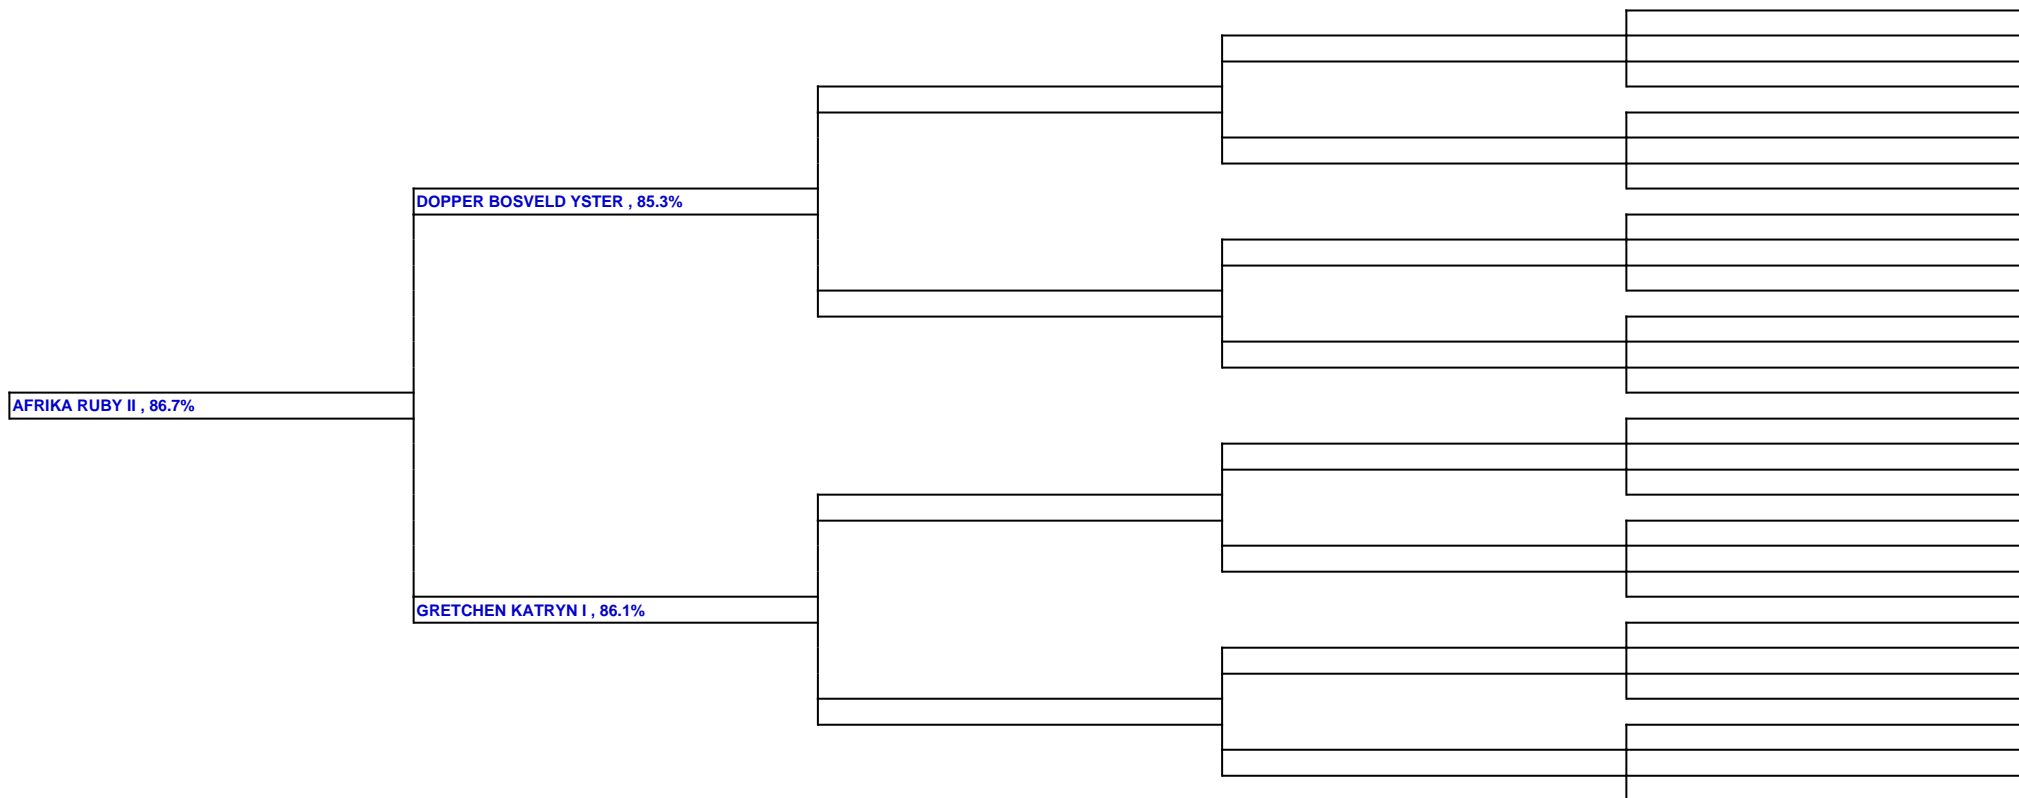 DOPPER BOSVELD YSTER , 85.3%
AFRIKA RUBY II , 86.7%
GRETCHEN KATRYN I , 86.1%